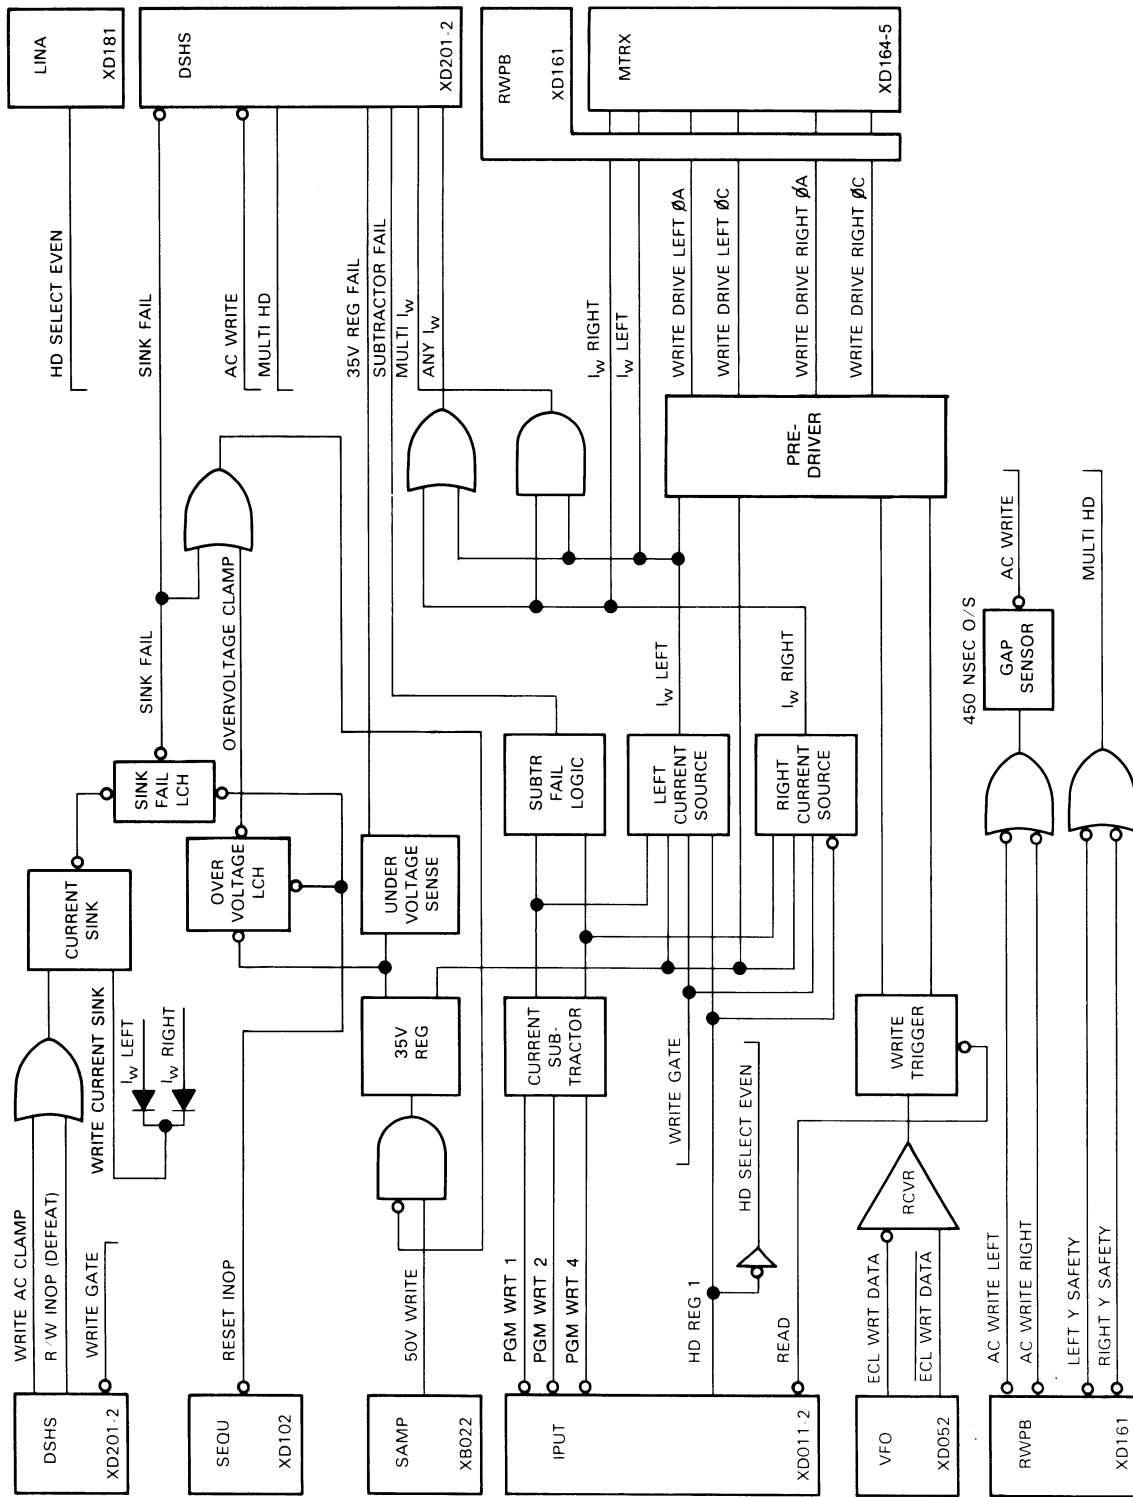 LINA
XD181
DSHS
XD201-2
RWPB
XD161
MTRX
XD164-5
HD SELECT EVEN
SINK FAIL
AC WRITE
MULTI HD
35V REG FAIL
SUBTRACTOR FAIL
MULTI IW
ANY IW
IW RIGHT
IW LEFT
WRITE DRIVE LEFT ØA
WRITE DRIVE LEFT ØC
WRITE DRIVE RIGHT ØA
WRITE DRIVE RIGHT ØC
PRE-
DRIVER
SINK FAIL
OVERVOLTAGE CLAMP
IW LEFT
IW RIGHT
450 NSEC O/S
GAP
SENSOR
AC WRITE
MULTI HD
CURRENT
SINK
SINK
FAIL
LCH
OVER
VOLTAGE
LCH
UNDER
VOLTAGE
SENSE
SUBTR
FAIL
LOGIC
LEFT
CURRENT
SOURCE
RIGHT
CURRENT
SOURCE
WRITE CURRENT SINK
IW LEFT
IW RIGHT
35V
REG
CURRENT
SUB-
TRACTOR
WRITE GATE
HD SELECT EVEN
WRITE
TRIGGER
RCVR
WRITE AC CLAMP
R/W INOP (DEFEAT)
WRITE GATE
RESET INOP
50V WRITE
PGM WRT 1
PGM WRT 2
PGM WRT 4
HD REG 1
READ
ECL WRT DATA
ECL WRT DATA
AC WRITE LEFT
AC WRITE RIGHT
LEFT Y SAFETY
RIGHT Y SAFETY
DSHS
XD201-2
SEQU
XD102
SAMP
XB022
IPUT
XD011-2
VFO
XD052
RWPB
XD161